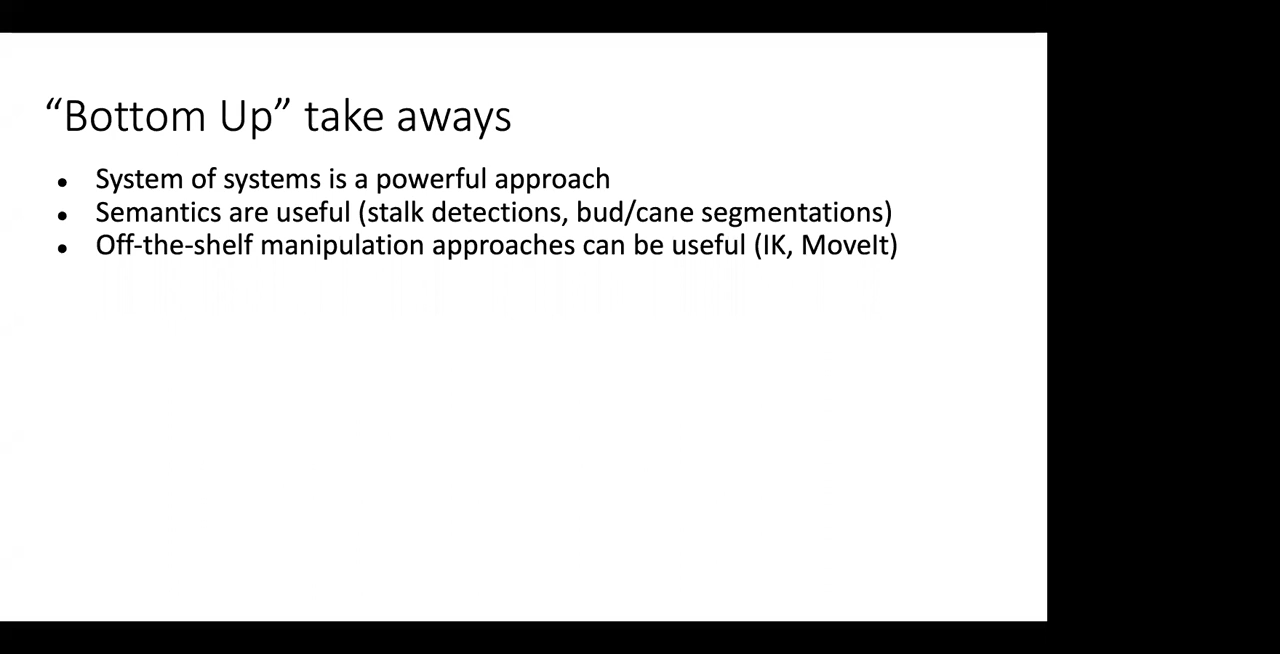 “Bottom Up” take aways
• System of systems is a powerful approach
• Semantics are useful (stalk detections, bud/cane segmentations)
• Off-the-shelf manipulation approaches can be useful (IK, MoveIt)